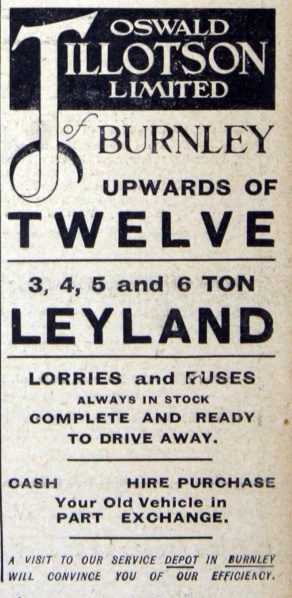 OSWALD
TILLOTSON
LIMITED
of BURNLEY
UPWARDS OF
TWELVE
3, 4, 5 and 6 TON
LEYLAND
LORRIES and BUSES
ALWAYS IN STOCK
COMPLETE AND READY
TO DRIVE AWAY.
CASH HIRE PURCHASE
Your Old Vehicle in
PART EXCHANGE.
A VISIT TO OUR SERVICE DEPOT IN BURNLEY
WILL CONVINCE YOU OF OUR EFFICIENCY.